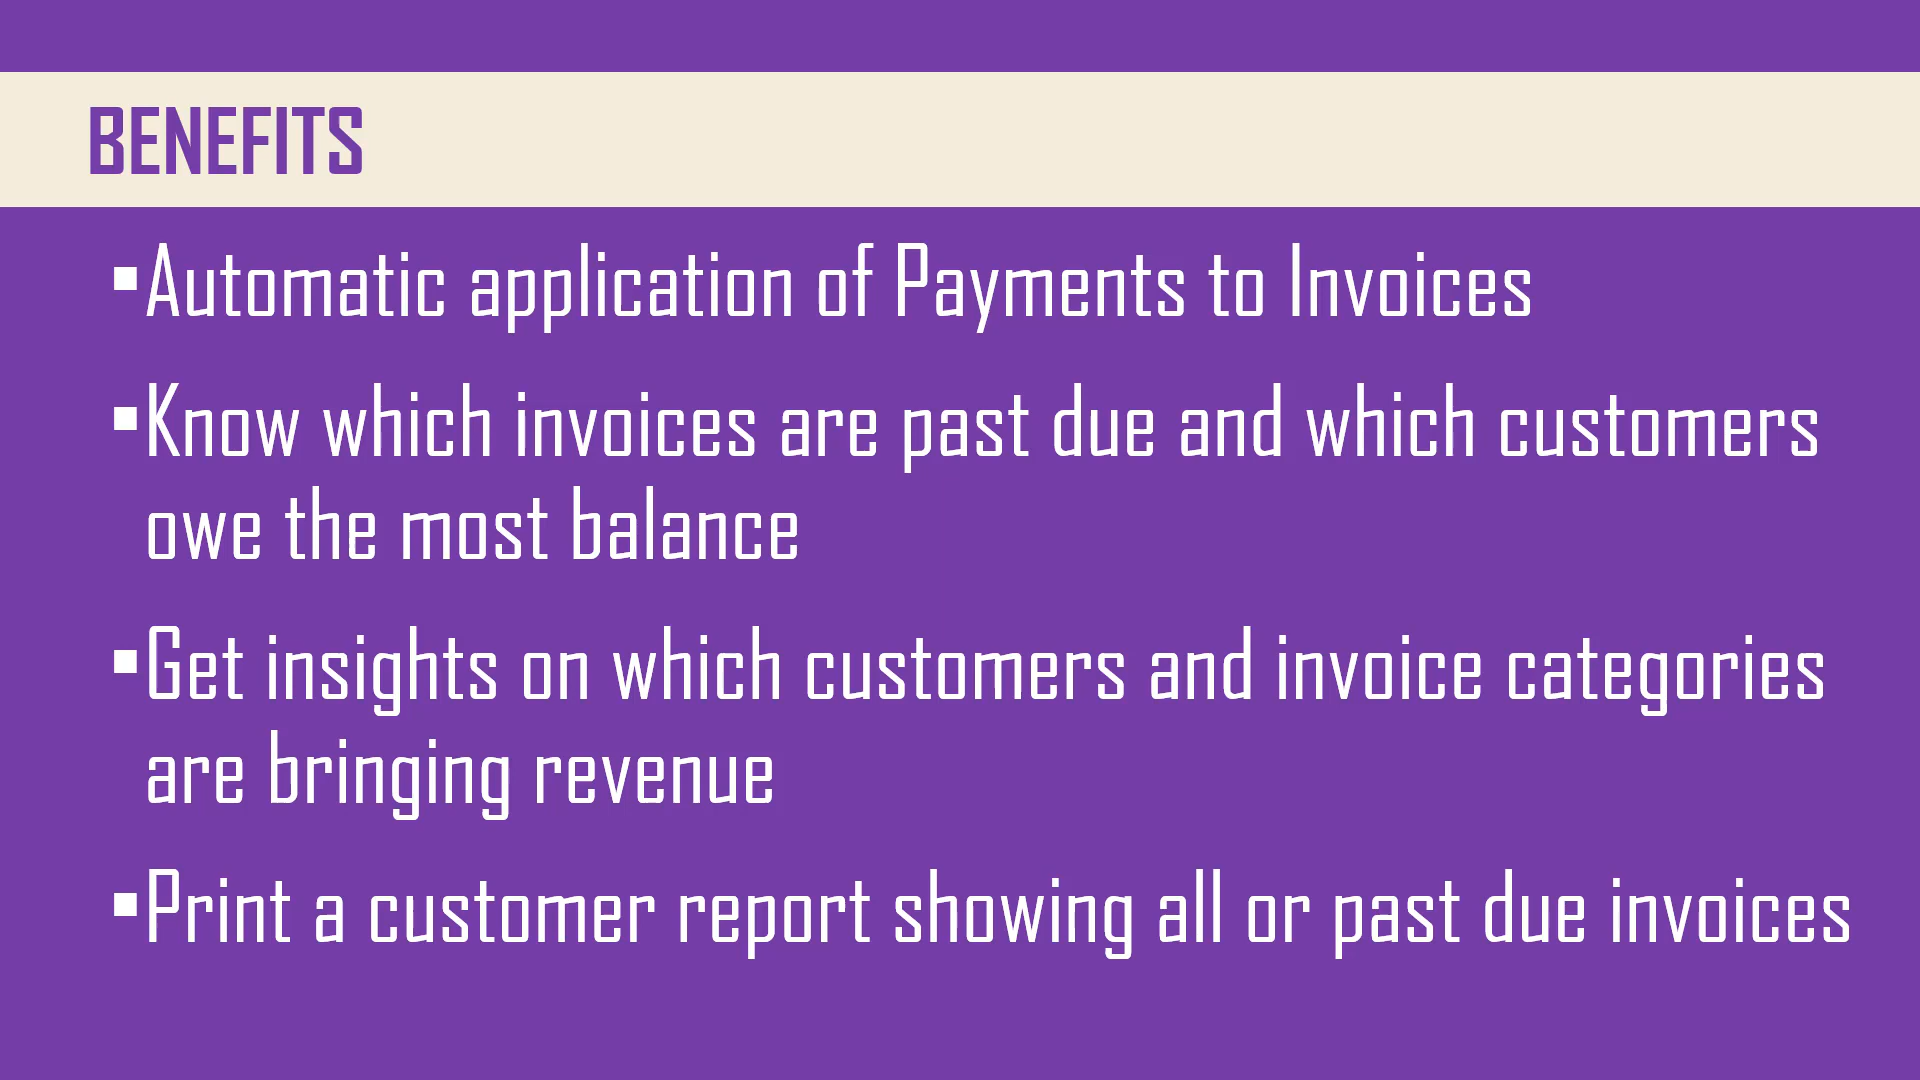 BENEFITS
▪Automatic application of Payments to Invoices
▪Know which invoices are past due and which customers
owe the most balance
▪Get insights on which customers and invoice categories
are bringing revenue
▪Print a customer report showing all or past due invoices